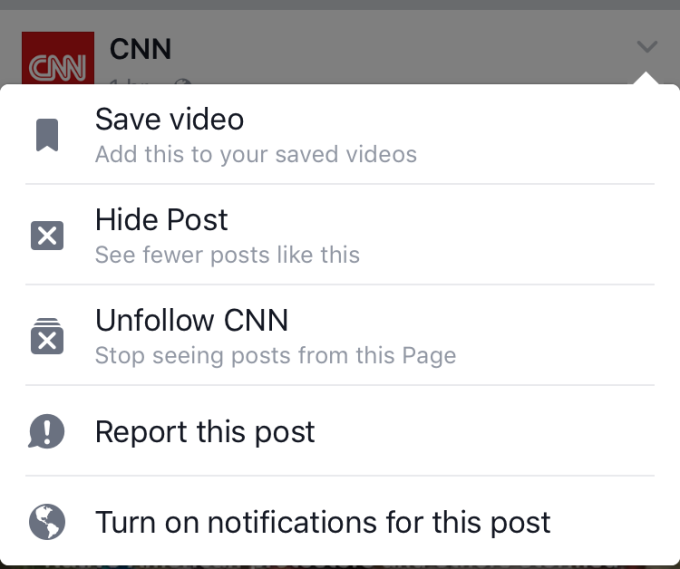 CNN
CNN
Save video
Add this to your saved videos
Hide Post
See fewer posts like this
Unfollow CNN
Stop seeing posts from this Page
Report this post
Turn on notifications for this post